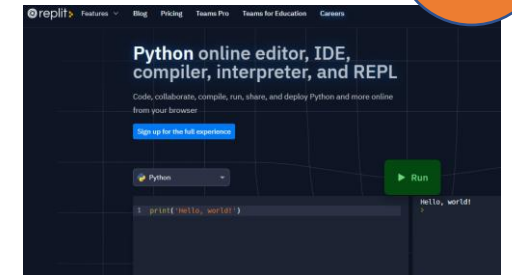 replit Features Blog Pricing Teams Pro Teams for Education Careers
Python online editor, IDE,
compiler, interpreter, and REPL
Code, collaborate, compile, run, share, and deploy Python and more online
from your browser
Sign up for the full experience
Python
Run
1 print('Hello, world!')
Hello, world!